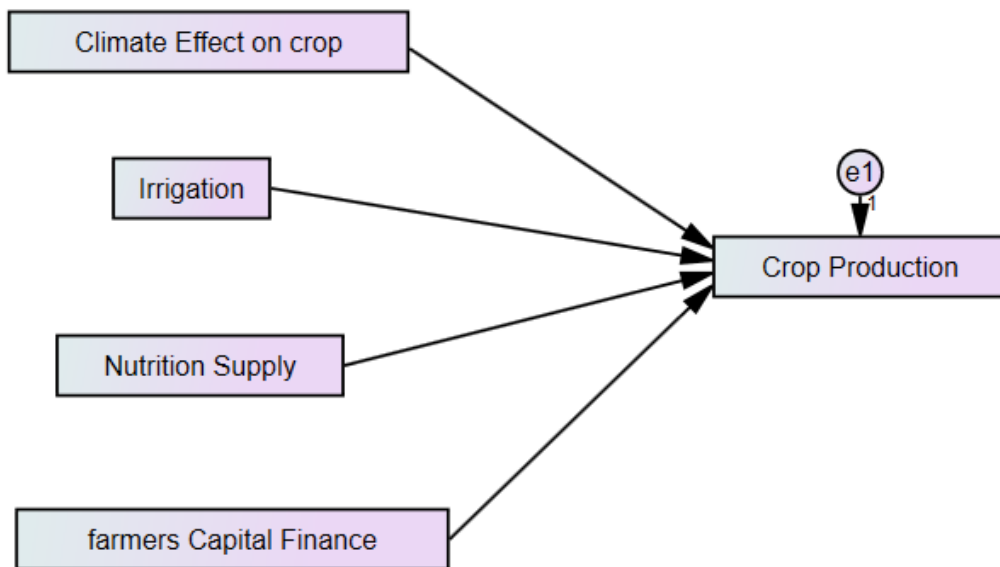 Climate Effect on crop
Irrigation
e1
1
Crop Production
Nutrition Supply
farmers Capital Finance